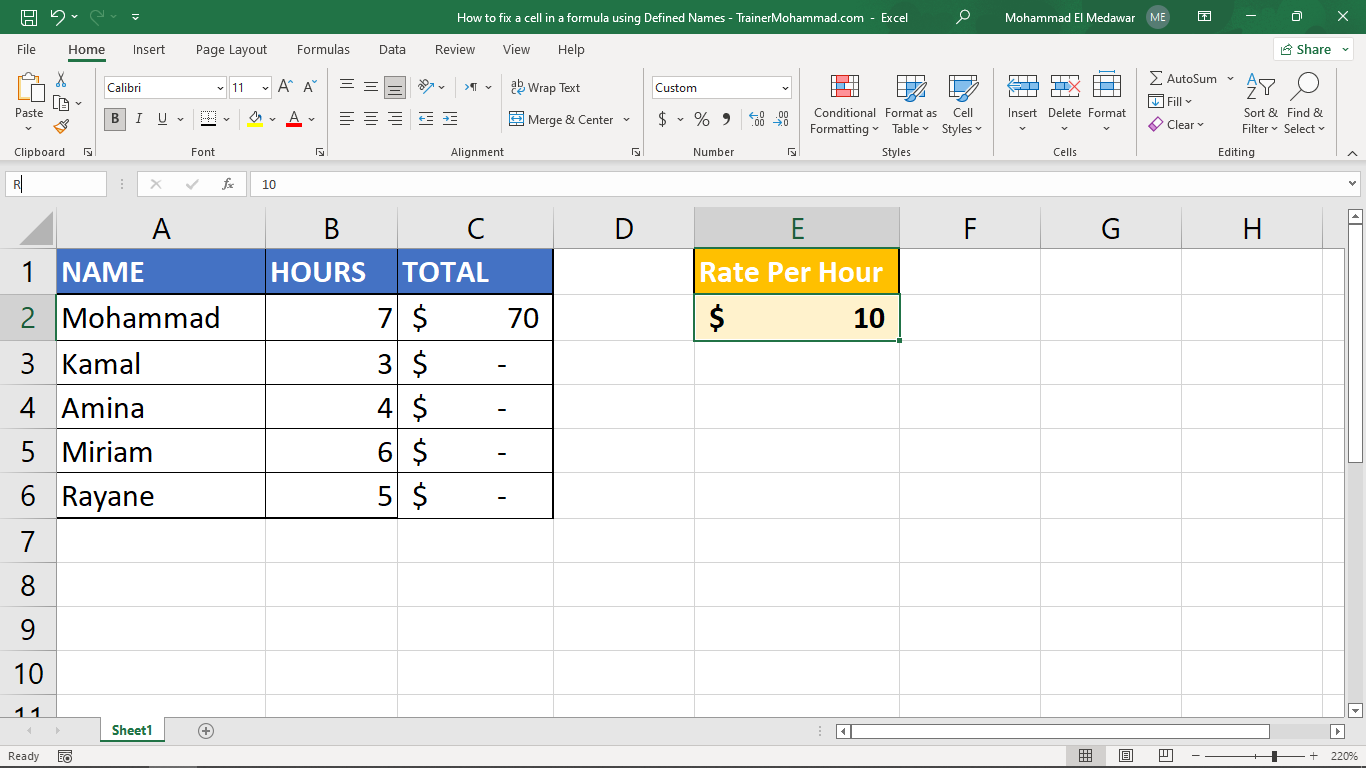 How to fix a cell in a formula using Defined Names - TrainerMohammad.com - Excel
Mohammad El Medawar ME
File Home Insert Page Layout Formulas Data Review View Help Share
Paste
Calibri 11
B I U A
Wrap Text
Merge & Center
Custom
$ % 9
Conditional Formatting
Format as Table
Cell Styles
Insert
Delete
Format
AutoSum
Fill
Clear
Sort & Filter
Find & Select
Clipboard Font Alignment Number Styles Cells Editing
R fx 10
A B C D E F G H
1 NAME HOURS TOTAL Rate Per Hour
2 Mohammad 7 $ 70 $ 10
3 Kamal 3 $ -
4 Amina 4 $ -
5 Miriam 6 $ -
6 Rayane 5 $ -
7
8
9
10
11
Sheet1
Ready 220%